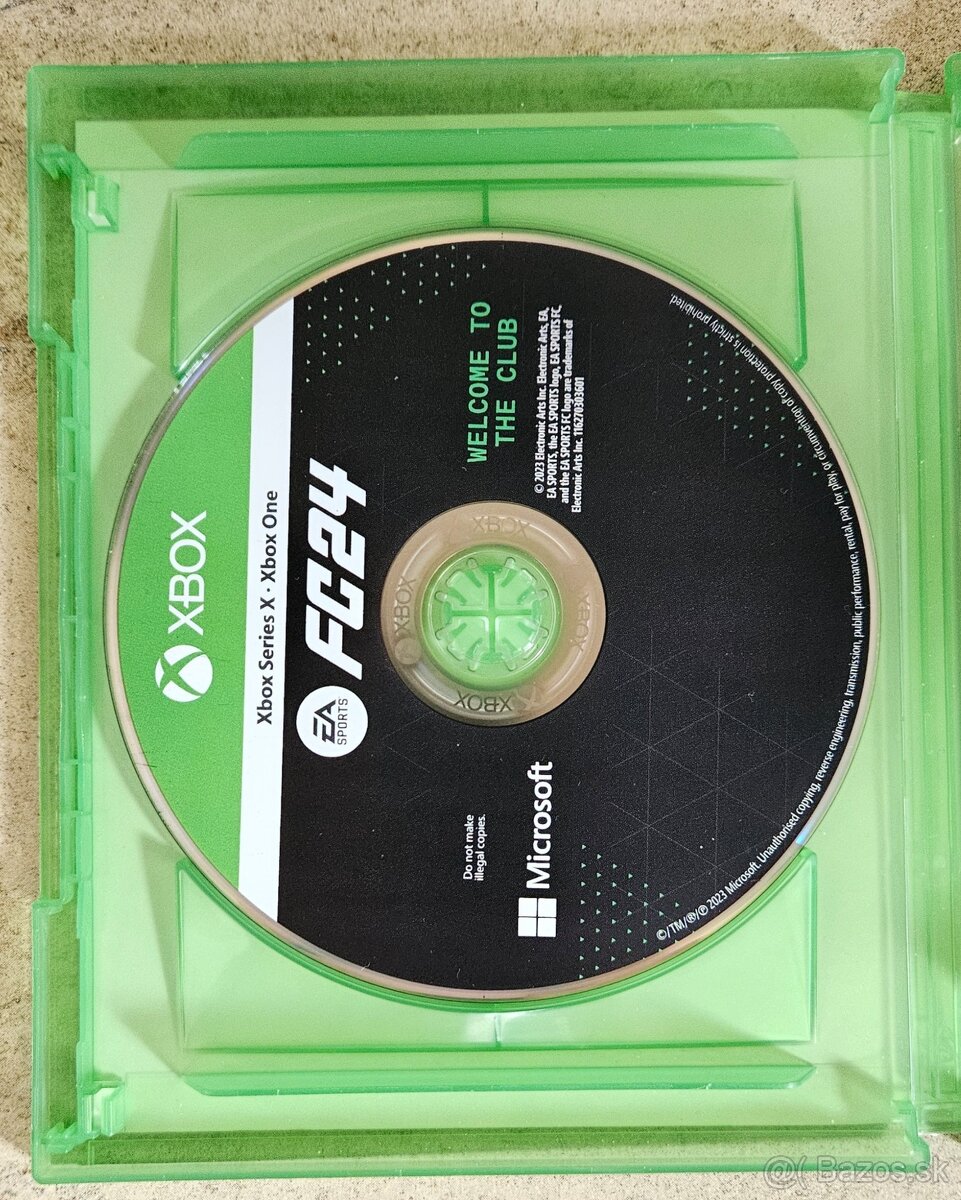 XBOX
Xbox Series X · Xbox One
EA
SPORTS
FC24
WELCOME TO
THE CLUB
© 2023 Electronic Arts Inc. Electronic Arts, EA,
EA SPORTS, the EA SPORTS logo, EA SPORTS FC,
and the EA SPORTS FC logo are trademarks of
Electronic Arts Inc. 116270303601
XBOX
XBOX
XBOX
XBOX
Do not make
illegal copies.
Microsoft
©/TM/®/℗ 2023 Microsoft. Unauthorised copying, reverse engineering, transmission, public performance, rental, pay for play, or circumvention of copy protection is strictly prohibited.
@( Bazos.sk